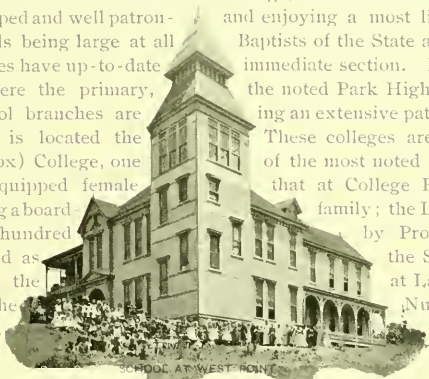 ped and well patron-
ls being large at all
es have up-to-date
ere the primary,
ol branches are
is located the
ox) College, one
quipped female
g a board-
hundred
d as
the
he
and enjoying a most li
Baptists of the State a
immediate section.
the noted Park High
ing an extensive pat
These colleges are
of the most noted
that at College P
family; the L
by Pro
the S
at La
Nu
SCHOOL AT WEST POINT.